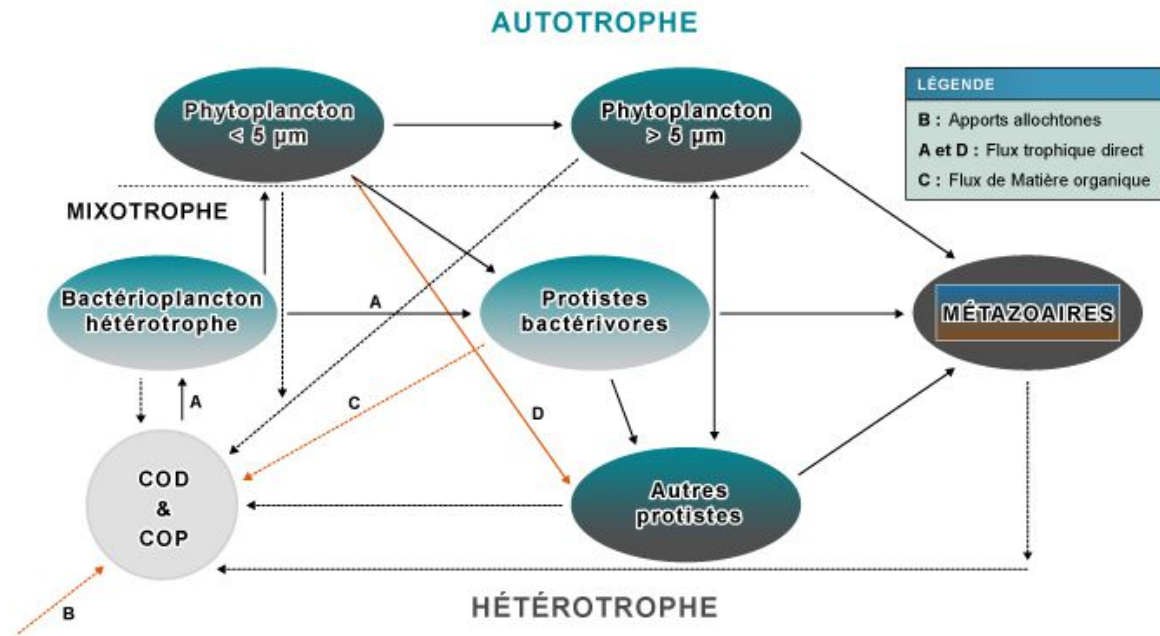 AUTOTROPHE
Phytoplancton
< 5 µm
Phytoplancton
> 5 µm
LÉGENDE
B : Apports allochtones
A et D : Flux trophique direct
C : Flux de Matière organique
MIXOTROPHE
Bactérioplancton
hétérotrophe
A
Protistes
bactérivores
MÉTAZOAIRES
A
C
D
COD
&
COP
Autres
protistes
B
HÉTÉROTROPHE